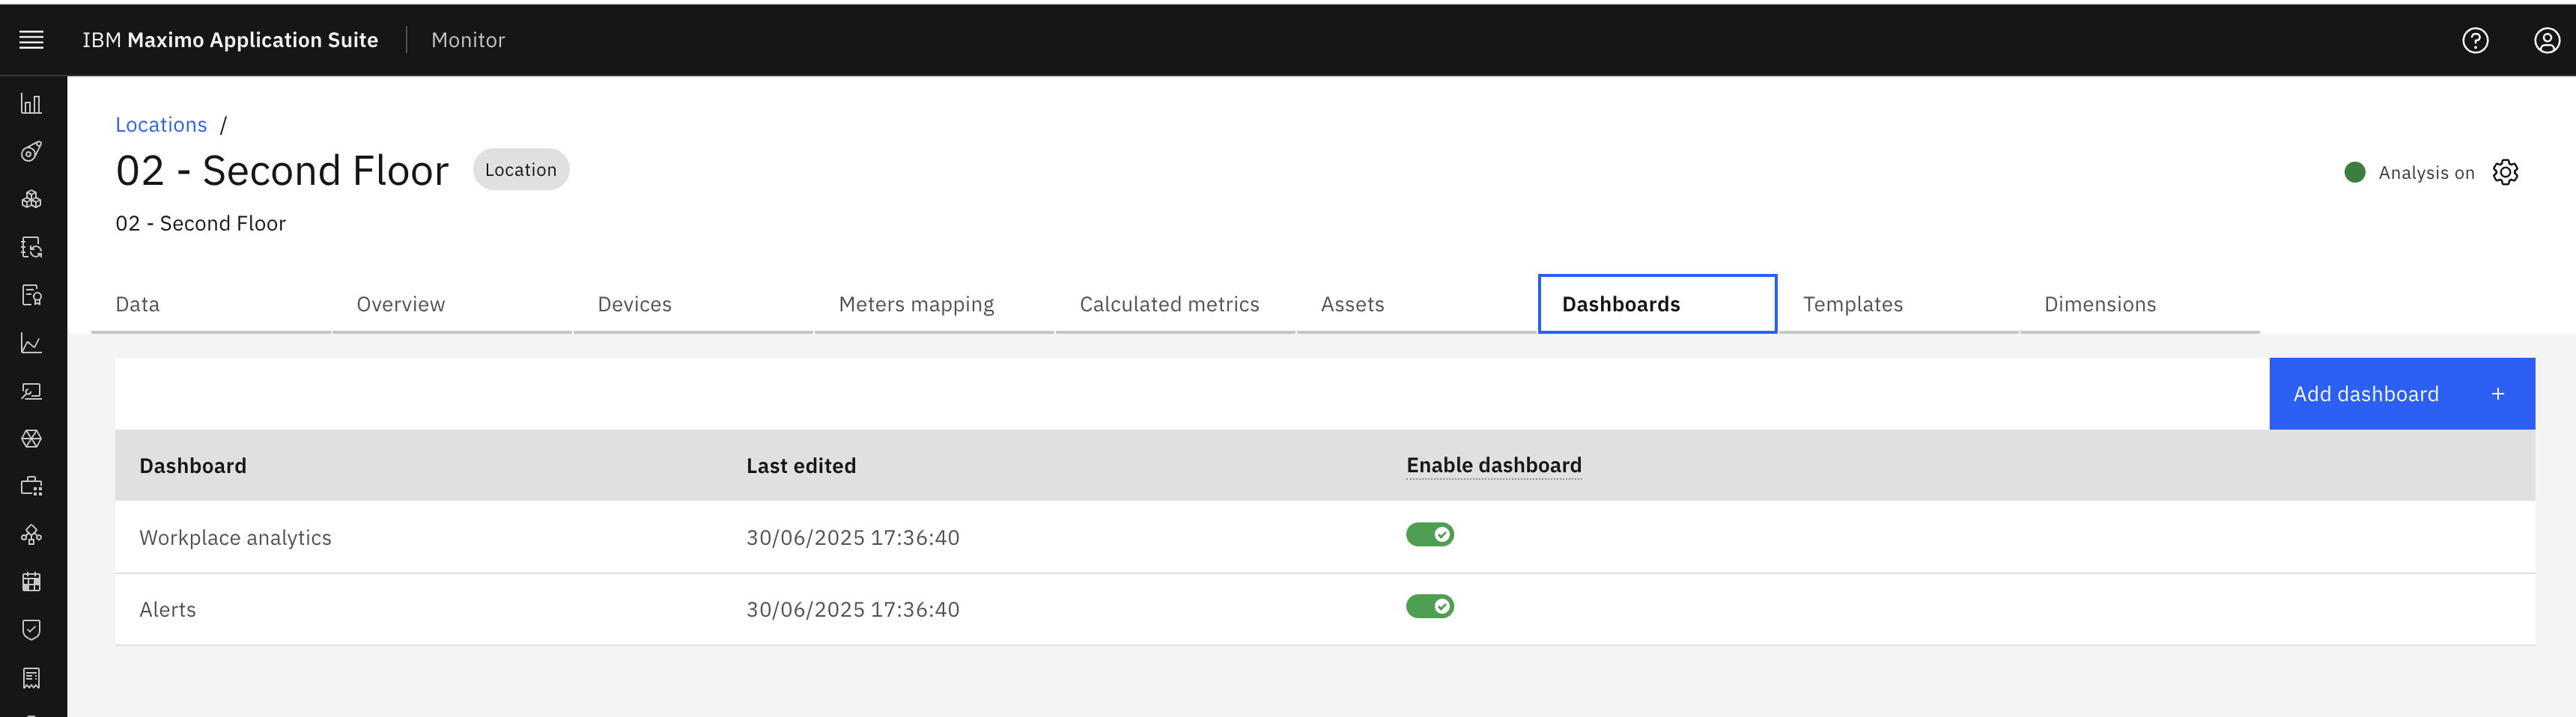 IBM Maximo Application Suite | Monitor
Locations /
02 - Second Floor Location
Analysis on
02 - Second Floor
Data Overview Devices Meters mapping Calculated metrics Assets Dashboards Templates Dimensions
Add dashboard +
Dashboard Last edited Enable dashboard
Workplace analytics 30/06/2025 17:36:40
Alerts 30/06/2025 17:36:40